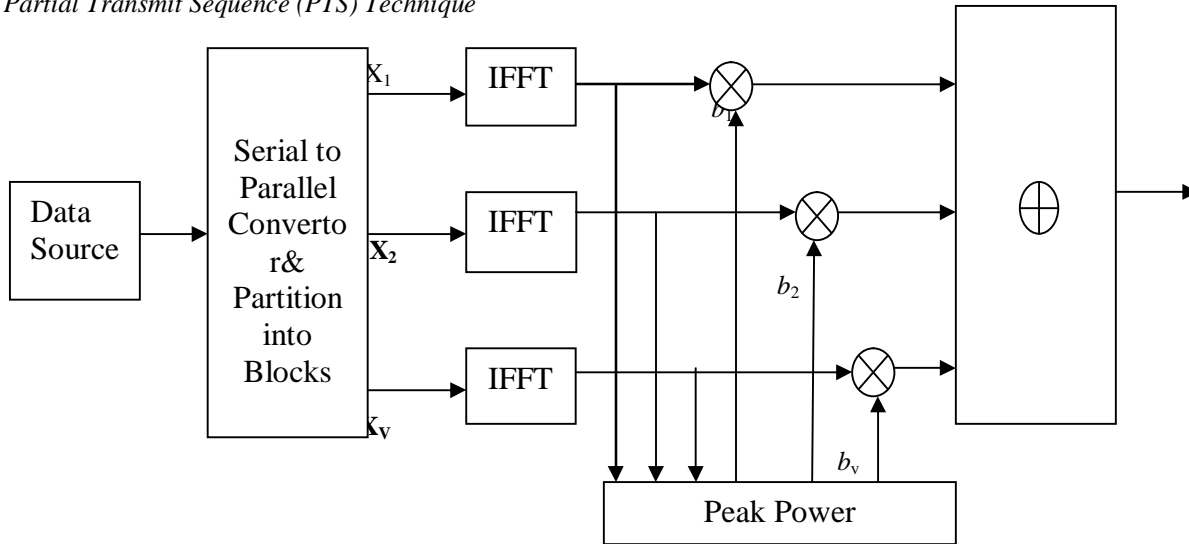 Partial Transmit Sequence (PTS) Technique
X1
IFFT
b1
Serial to
Parallel
Converto
r&
Partition
into
Blocks
Data
Source
IFFT
X2
b2
IFFT
XV
bv
Peak Power